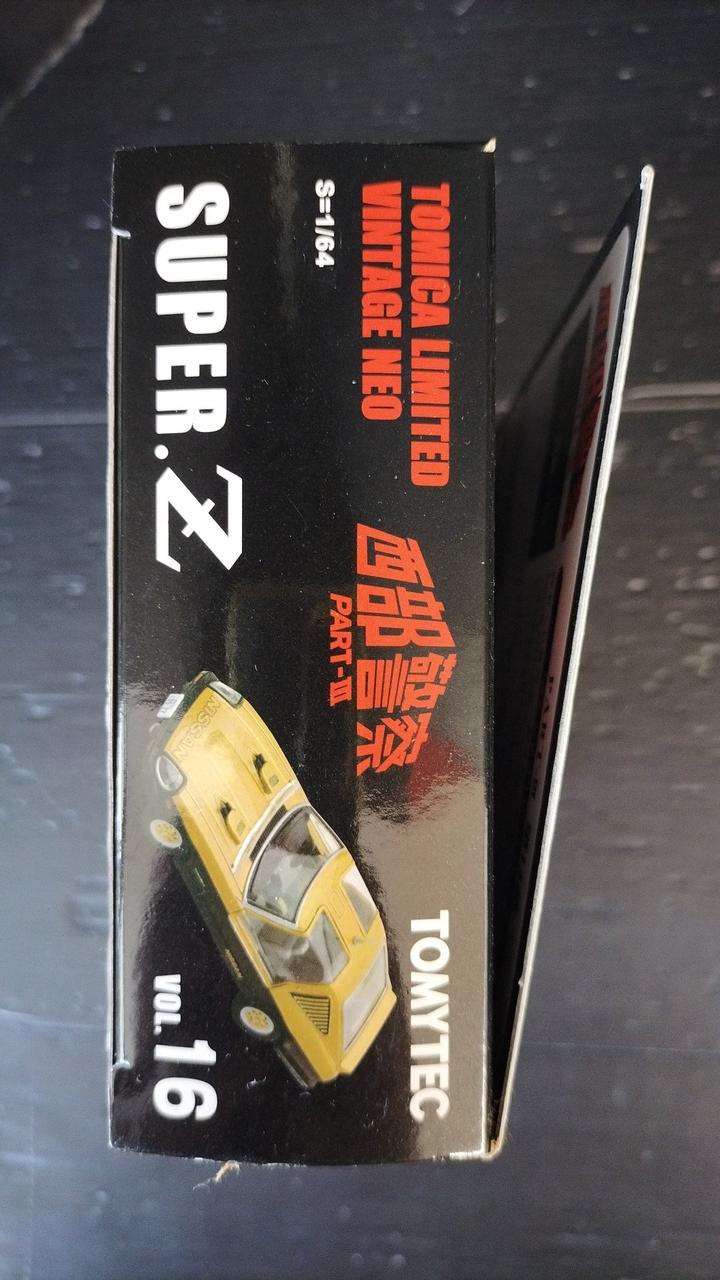 TOMICA LIMITED
VINTAGE NEO
S=1/64
西部警察
PART-Ⅲ
TOMYTEC
SUPER.Z
NISSAN
VOL.16